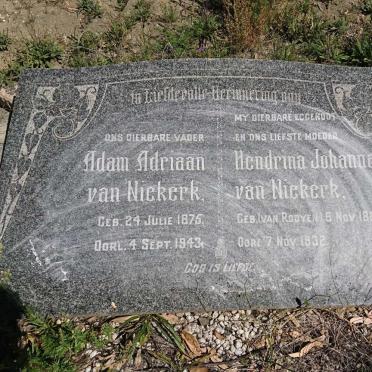 In Liefdevolle Herinnering aan
Ons Dierbare Vader
Adam Adriaan
van Niekerk.
Geb. 24 Julie 1875.
Oorl. 4 Sept. 1943.
My Dierbare Eggenoot
en ons Liefste Moeder
Hendrina Johanna
van Niekerk.
Geb. (van Rooyen) 6 Nov.
Oorl. 7 Nov. 1932.
God is Liefde.